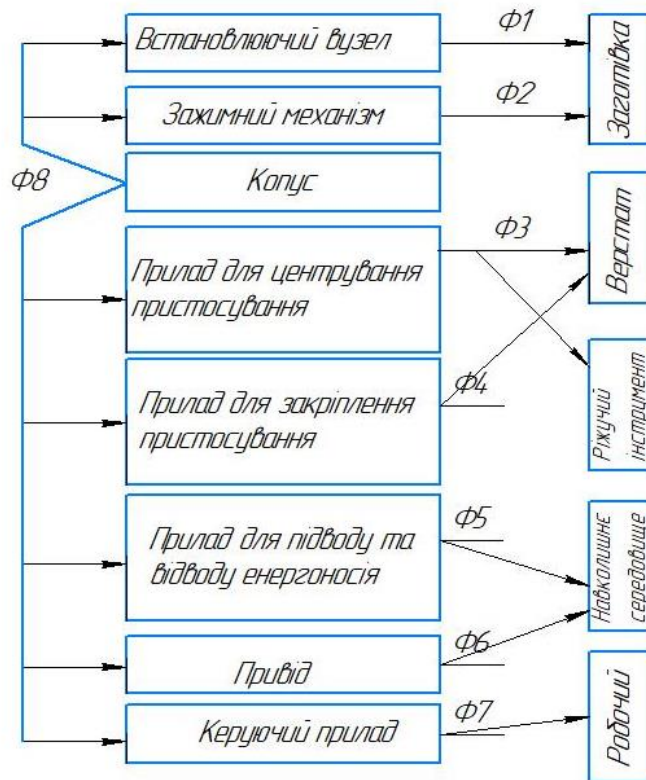 Встановлюючий вузел
Ф1
Заготівка
Зажимний механізм
Ф2
Копус
Ф8
Прилад для центрування
пристосування
Ф3
Верстат
Прилад для закріплення
пристосування
Ф4
Ріжучий
інструмент
Прилад для підводу та
відводу енергоносія
Ф5
Навколишнє
середовище
Привід
Ф6
Керуючий прилад
Ф7
Робочий